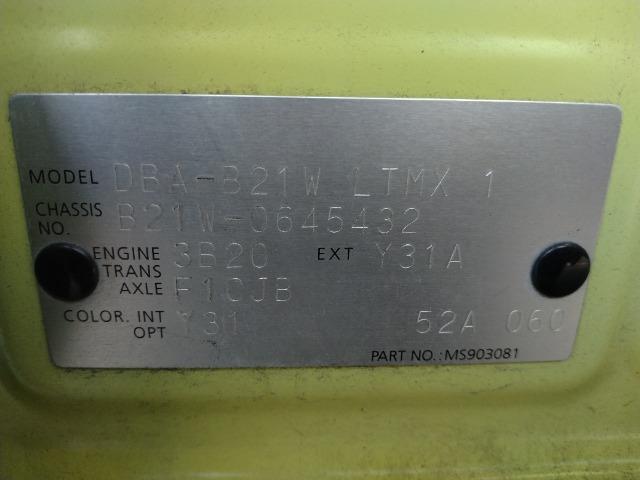 MODEL DBA-B21W LTMX 1
CHASSIS NO. B21W-0645432
ENGINE 3B20 EXT Y31A
TRANS AXLE F1CJB
COLOR. INT OPT Y31 52A 060
PART NO.: MS903081